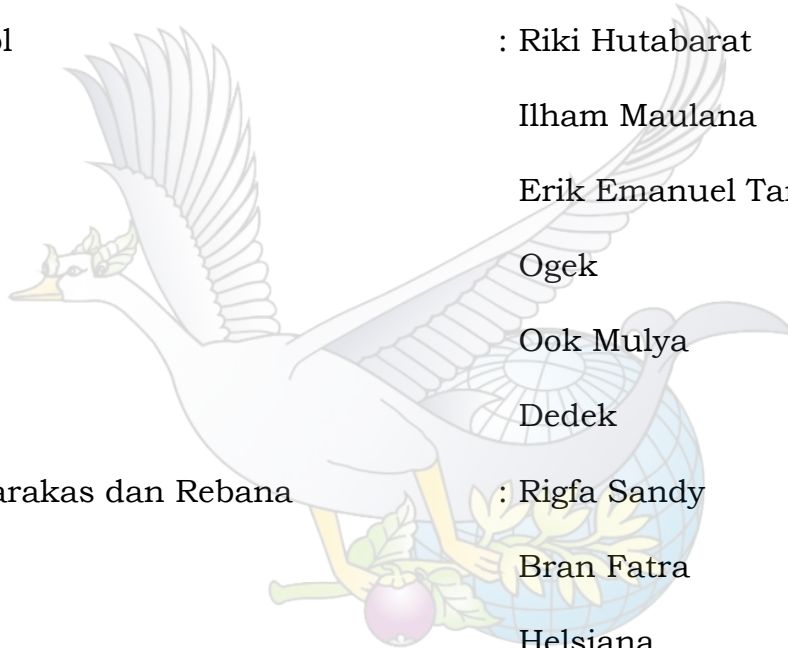 : Riki Hutabarat
Ilham Maulana
Erik Emanuel
Ogek
Ook Mulya
Dedek
dan Rebana : Rigfa Sandy
Bran Fatra
Helsiana